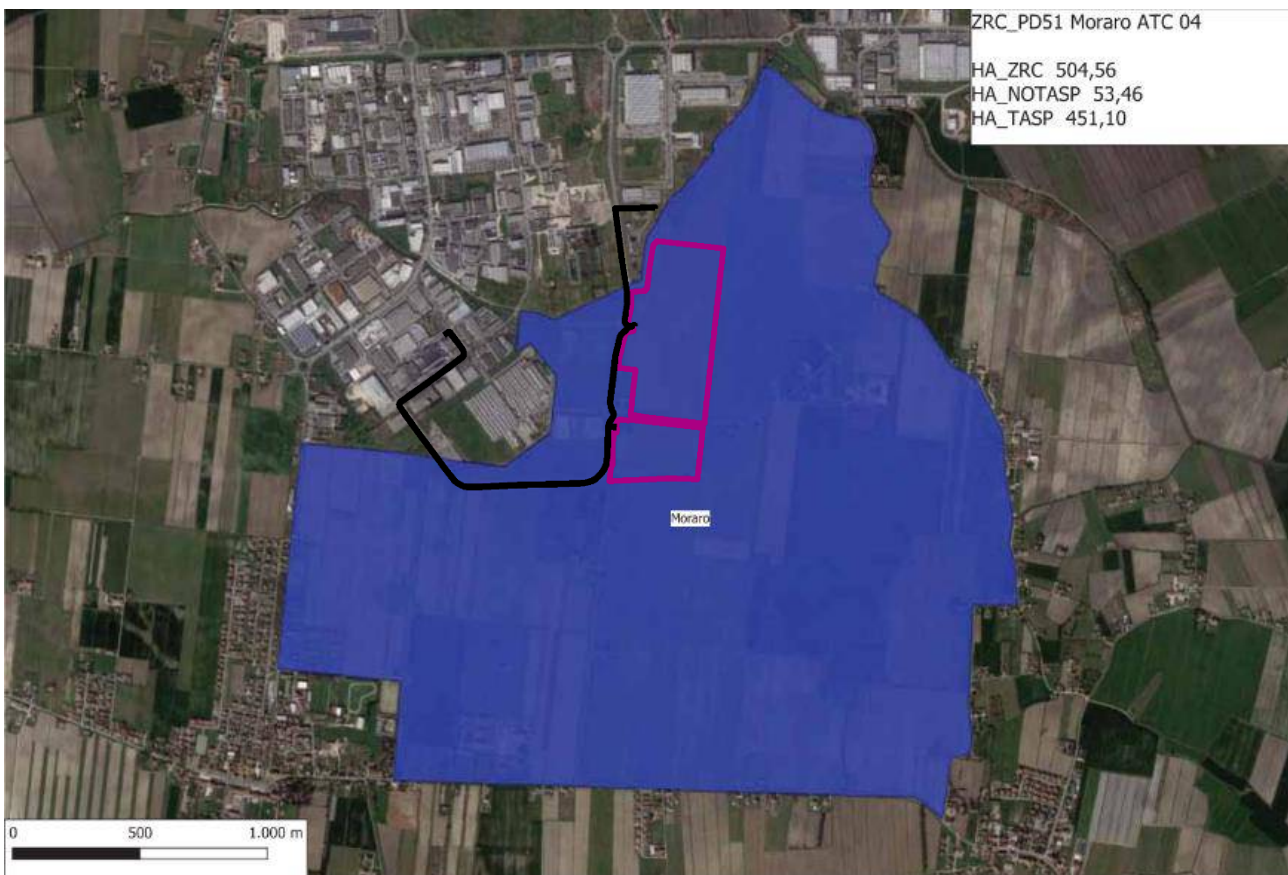 ZRC_PD51 Moraro ATC 04
HA_ZRC 504,56
HA_NOTASP 53,46
HA_TASP 451,10
Moraro
0 500 1.000 m